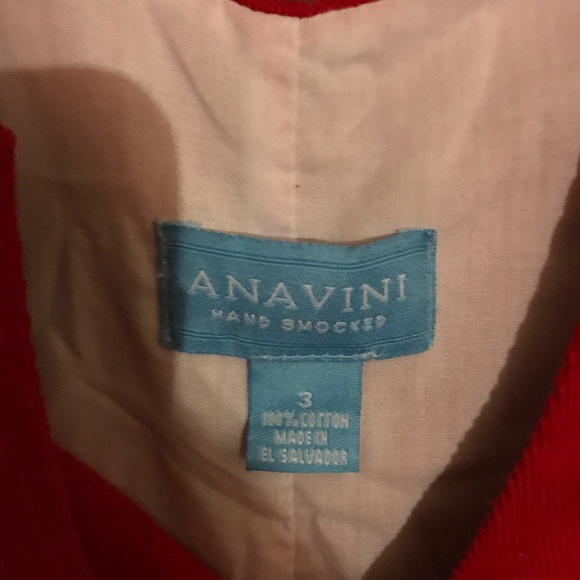 ANAVINI
HAND SMOCKED
3
100% COTTON
MADE IN
EL SALVADOR